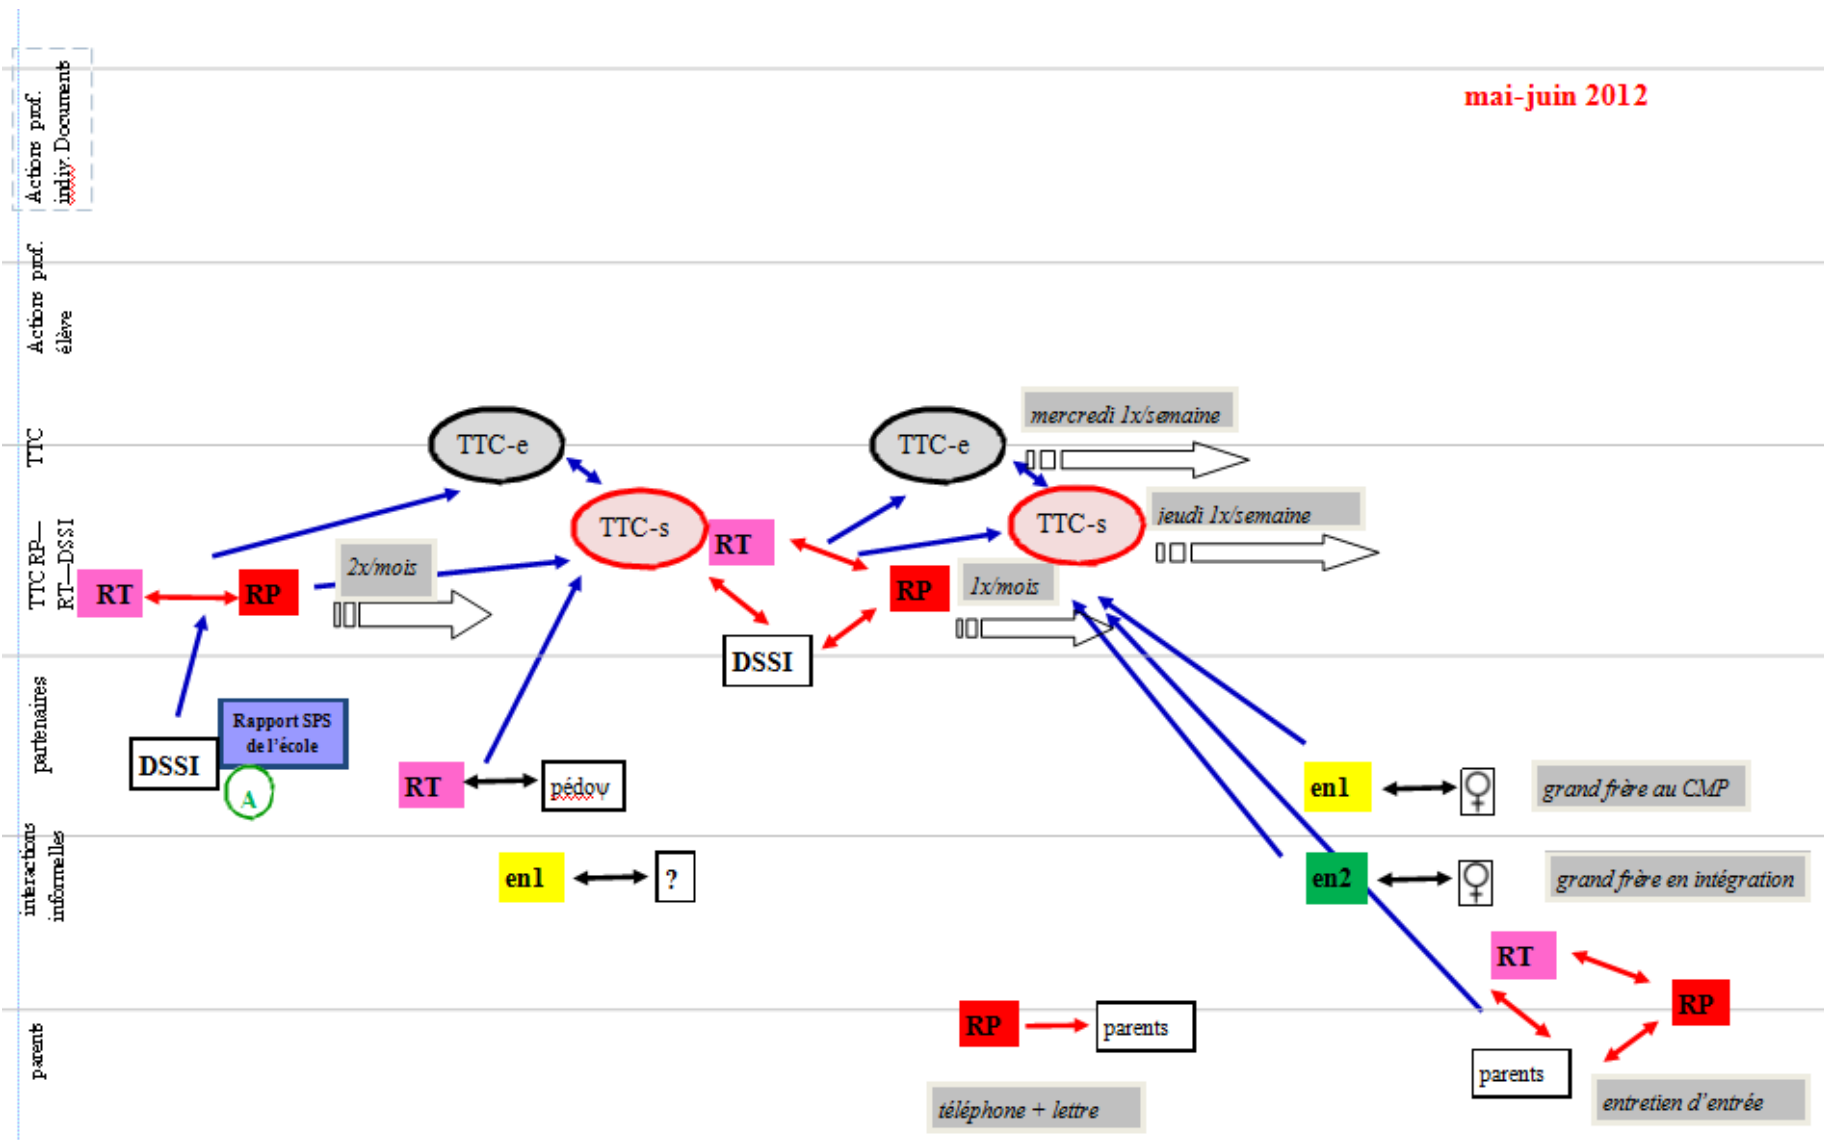 mai-juin 2012
Actions prof.
indiv. Documents
Actions prof.
élève
TTC
TTC-e
TTC-e
mercredi 1x/semaine
TTC RP—
RT—DSSI
TTC-s
RT
TTC-s
jeudi 1x/semaine
RT
RP
2x/mois
RP
1x/mois
DSSI
partenaires
Rapport SPS
de l'école
DSSI
A
RT
pédoψ
en1
grand frère au CMP
interactions
informelles
en1
?
en2
grand frère en intégration
RT
RP
parents
RP
parents
parents
téléphone + lettre
entretien d'entrée